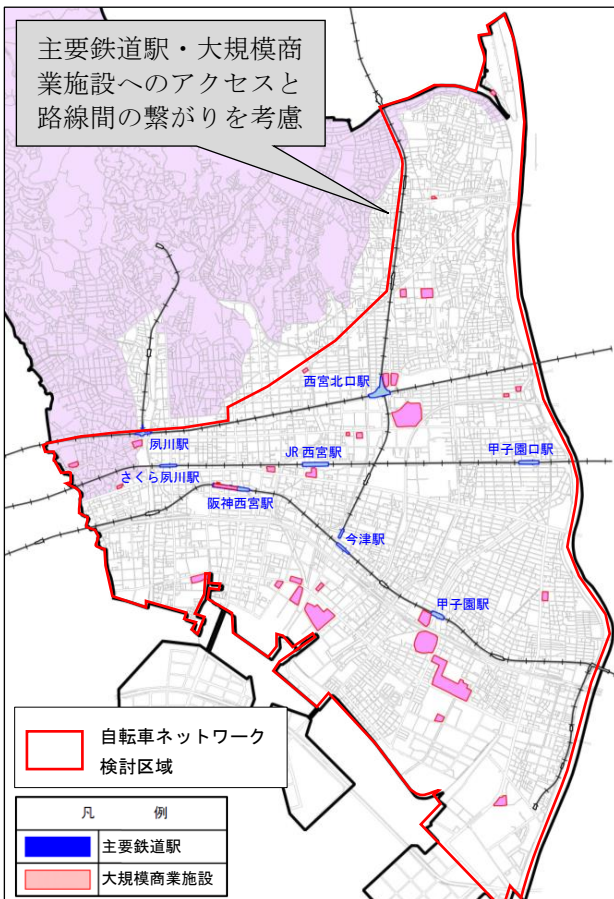 主要鉄道駅・大規模商
業施設へのアクセスと
路線間の繋がりを考慮
西宮北口駅
夙川駅
さくら夙川駅
JR西宮駅
甲子園口駅
阪神西宮駅
今津駅
甲子園駅
自転車ネットワーク
検討区域
凡 例
主要鉄道駅
大規模商業施設